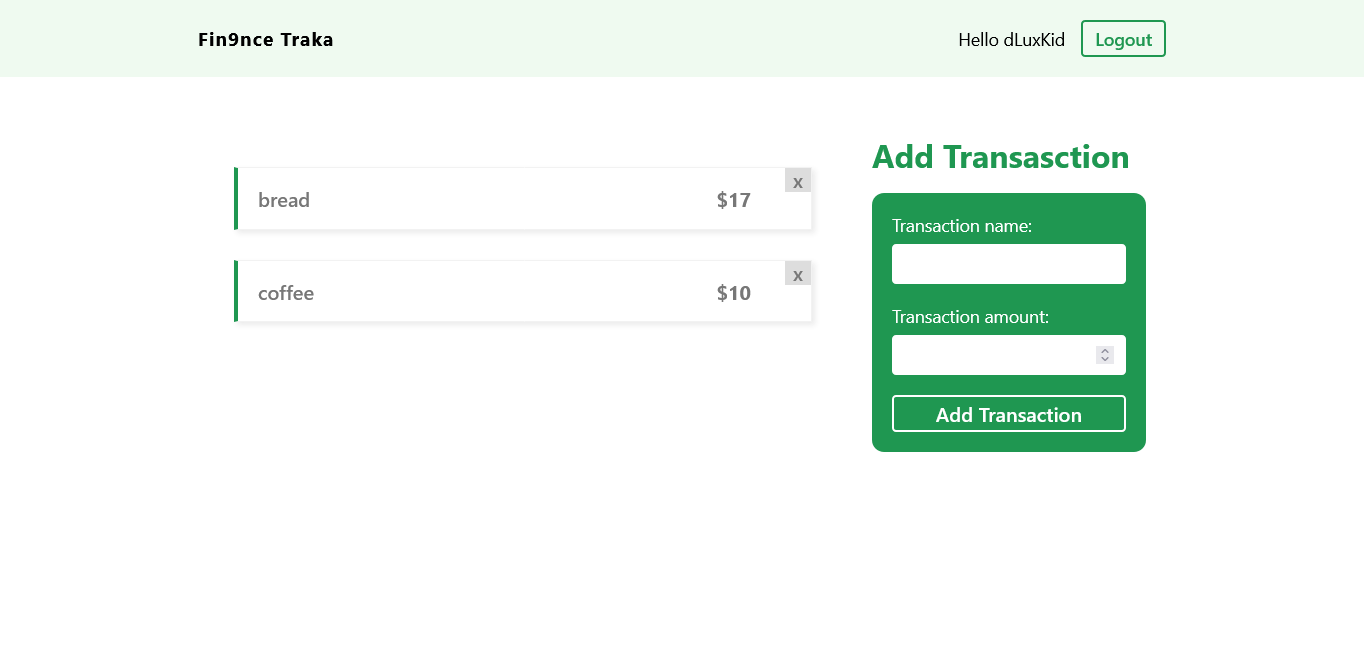 Fin9nce Traka
Hello dLuxKid
Logout
bread
$17
x
coffee
$10
x
Add Transasction
Transaction name:
Transaction amount:
Add Transaction